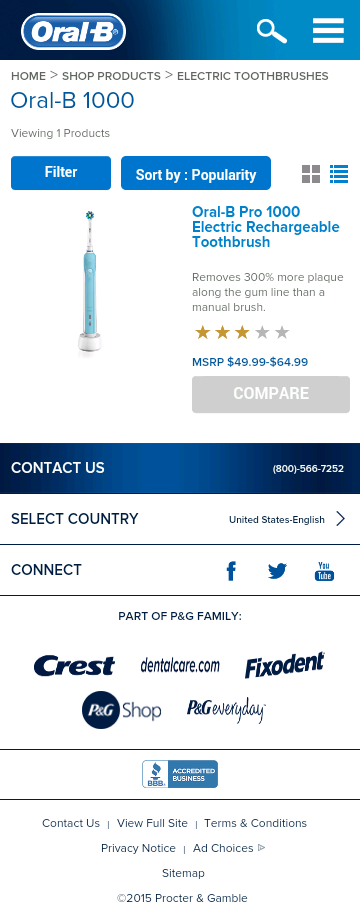 Oral-B
HOME > SHOP PRODUCTS > ELECTRIC TOOTHBRUSHES
Oral-B 1000
Viewing 1 Products
Filter
Sort by : Popularity
Oral-B Pro 1000
Electric Rechargeable
Toothbrush
Removes 300% more plaque
along the gum line than a
manual brush.
MSRP $49.99-$64.99
COMPARE
CONTACT US
(800)-566-7252
SELECT COUNTRY
United States-English
CONNECT
You
Tube
PART OF P&G FAMILY:
Crest
dentalcare.com
Fixodent
P&G Shop
P&G everyday
BBB.
ACCREDITED
BUSINESS
Contact Us | View Full Site | Terms & Conditions
Privacy Notice | Ad Choices
Sitemap
©2015 Procter & Gamble